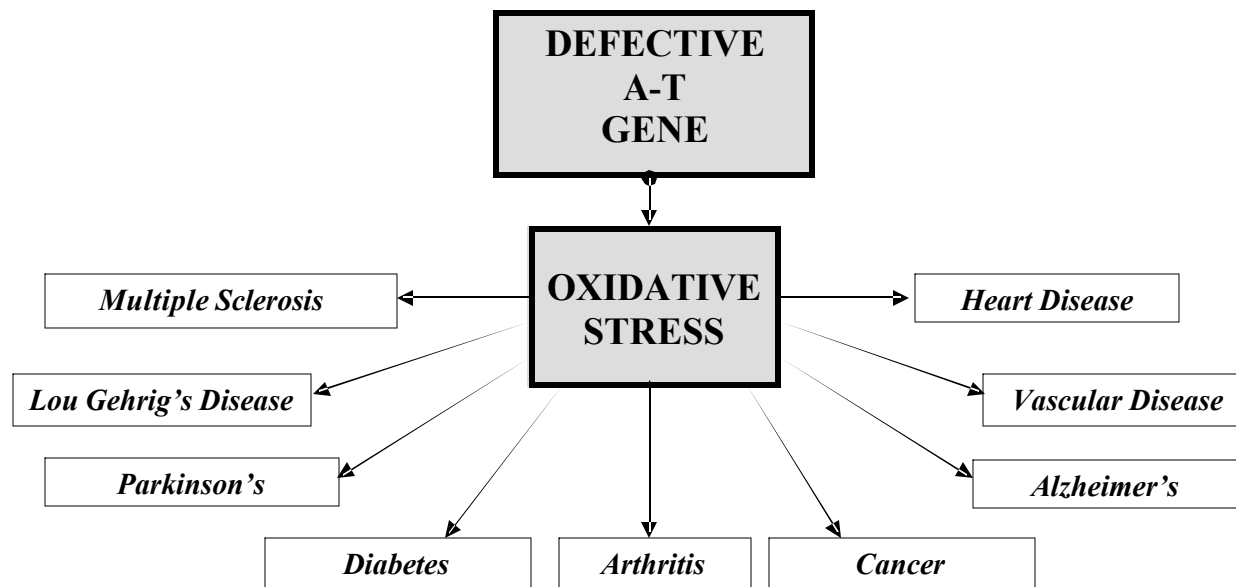 DEFECTIVE
A-T
GENE
OXIDATIVE
STRESS
Multiple Sclerosis
Heart Disease
Lou Gehrig’s Disease
Vascular Disease
Parkinson’s
Alzheimer’s
Diabetes
Arthritis
Cancer